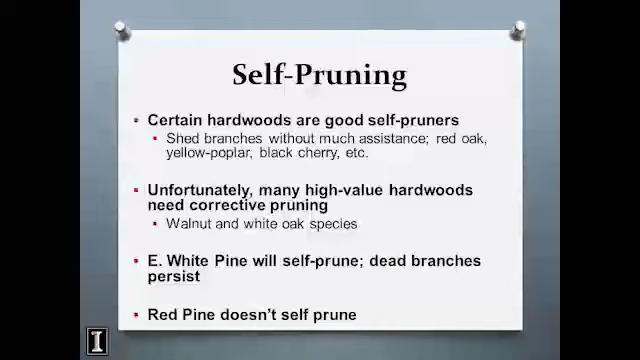 Self-Pruning
Certain hardwoods are good self-pruners
Shed branches without much assistance; red oak,
yellow-poplar, black cherry, etc.
Unfortunately, many high-value hardwoods
need corrective pruning
Walnut and white oak species
E. White Pine will self-prune; dead branches
persist
Red Pine doesn't self prune
I